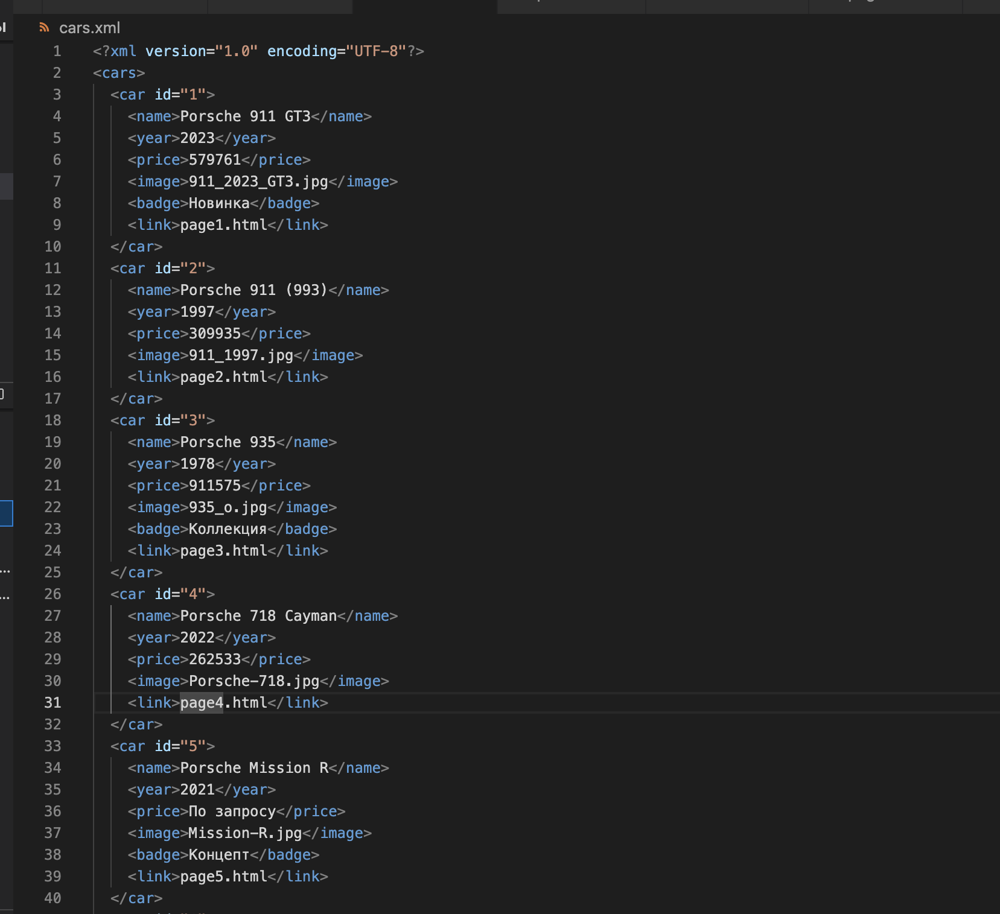 cars.xml
1 <?xml version="1.0" encoding="UTF-8"?>
2 <cars>
3 <car id="1">
4 <name>Porsche 911 GT3</name>
5 <year>2023</year>
6 <price>579761</price>
7 <image>911_2023_GT3.jpg</image>
8 <badge>Новинка</badge>
9 <link>page1.html</link>
10 </car>
11 <car id="2">
12 <name>Porsche 911 (993)</name>
13 <year>1997</year>
14 <price>309935</price>
15 <image>911_1997.jpg</image>
16 <link>page2.html</link>
17 </car>
18 <car id="3">
19 <name>Porsche 935</name>
20 <year>1978</year>
21 <price>911575</price>
22 <image>935_o.jpg</image>
23 <badge>Коллекция</badge>
24 <link>page3.html</link>
25 </car>
26 <car id="4">
27 <name>Porsche 718 Cayman</name>
28 <year>2022</year>
29 <price>262533</price>
30 <image>Porsche-718.jpg</image>
31 <link>page4.html</link>
32 </car>
33 <car id="5">
34 <name>Porsche Mission R</name>
35 <year>2021</year>
36 <price>По запросу</price>
37 <image>Mission-R.jpg</image>
38 <badge>Концепт</badge>
39 <link>page5.html</link>
40 </car>